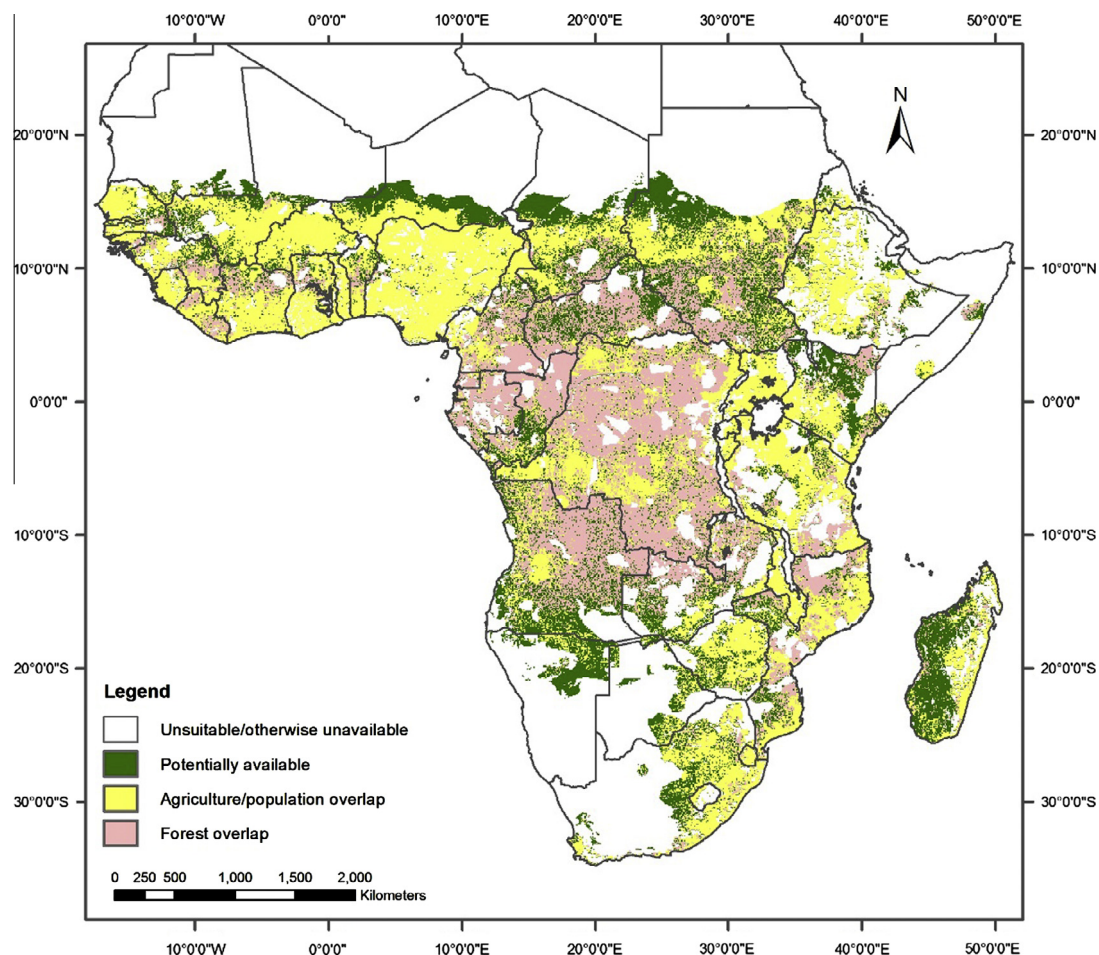 10°0'0"W 0°0'0" 10°0'0"E 20°0'0"E 30°0'0"E 40°0'0"E 50°0'0"E
N
20°0'0"N 20°0'0"N
10°0'0"N 10°0'0"N
0°0'0" 0°0'0"
10°0'0"S 10°0'0"S
20°0'0"S 20°0'0"S
30°0'0"S 30°0'0"S
Legend
Unsuitable/otherwise unavailable
Potentially available
Agriculture/population overlap
Forest overlap
0 250 500 1,000 1,500 2,000
Kilometers
10°0'0"W 0°0'0" 10°0'0"E 20°0'0"E 30°0'0"E 40°0'0"E 50°0'0"E